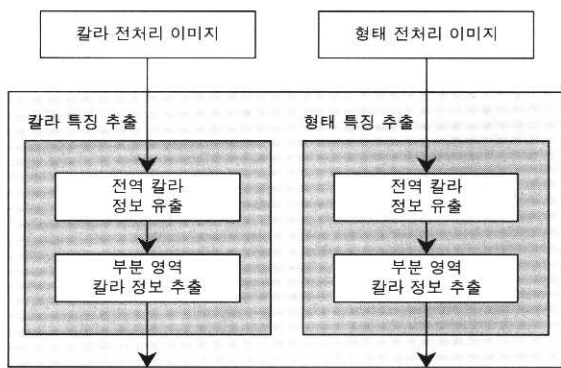 칼라 전처리 이미지
형태 전처리 이미지
칼라 특징 추출
형태 특징 추출
전역 칼라
정보 유출
전역 칼라
정보 유출
부분 영역
칼라 정보 추출
부분 영역
칼라 정보 추출